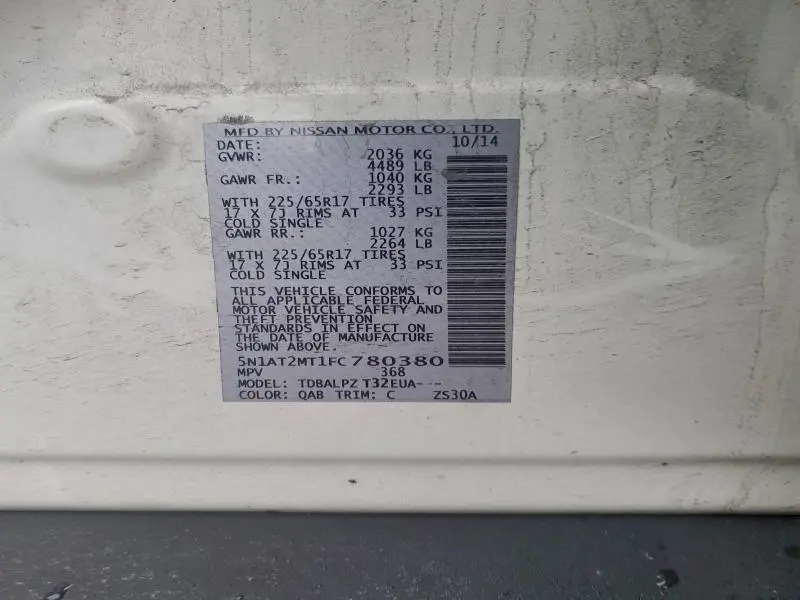 MFD BY NISSAN MOTOR CO., LTD.
DATE: 10/14
GVWR: 2036 KG
4489 LB
GAWR FR.: 1040 KG
2293 LB
WITH 225/65R17 TIRES
17 X 7J RIMS AT 33 PSI
COLD SINGLE
GAWR RR.: 1027 KG
2264 LB
WITH 225/65R17 TIRES
17 X 7J RIMS AT 33 PSI
COLD SINGLE
THIS VEHICLE CONFORMS TO
ALL APPLICABLE FEDERAL
MOTOR VEHICLE SAFETY AND
THEFT PREVENTION
STANDARDS IN EFFECT ON
THE DATE OF MANUFACTURE
SHOWN ABOVE.
5N1AT2MT1FC780380
MPV 368
MODEL: TDBALPZ T32EUA---
COLOR: QAB TRIM: C ZS30A